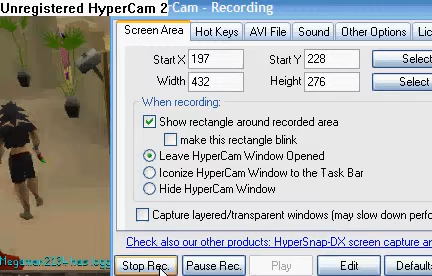 Unregistered HyperCam 2
rCam - Recording
Screen Area Hot Keys AVI File Sound Other Options Lic
Start X 197 Start Y 228 Select
Width 432 Height 276 Select
When recording:
Show rectangle around recorded area
make this rectangle blink
Leave HyperCam Window Opened
Iconize HyperCam Window to the Task Bar
Hide HyperCam Window
Capture layered/transparent windows (may slow down perfo
Check also our other products: HyperSnap-DX screen capture an
Stop Rec. Pause Rec. Play Edit Defaults